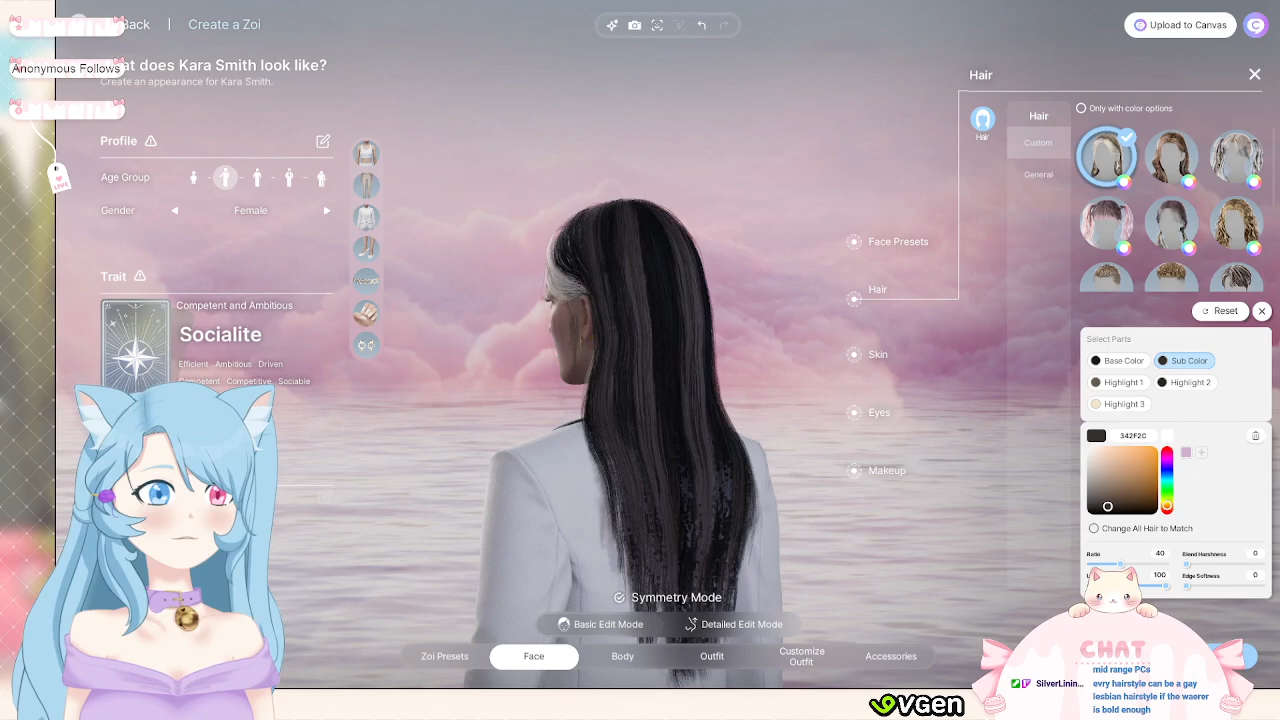 Back
Create a Zoi
Upload to Canvas
Anonymous Follows
at does Kara Smith look like?
Create an appearance for Kara Smith.
Profile
Age Group
Gender
Female
Trait
Competent and Ambitious
Socialite
Efficient Ambitious Driven
Competent Competitive Sociable
LIVE
Face Presets
Hair
Skin
Eyes
Makeup
Hair
Hair
Hair
Custom
General
Only with color options
Reset
Select Parts
Base Color
Sub Color
Highlight 1
Highlight 2
Highlight 3
342F2C
Change All Hair to Match
Ratio 40
Blend Harshness 0
100
Edge Softness 0
Symmetry Mode
Basic Edit Mode
Detailed Edit Mode
Zoi Presets
Face
Body
Outfit
Customize
Outfit
Accessories
VGen
CHAT
mid range PCs
SilverLinin... evry hairstyle can be a gay
lesbian hairstyle if the waerer
is bold enough